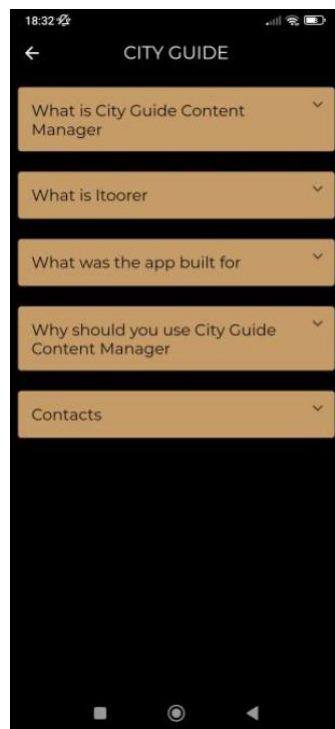 18:32
CITY GUIDE
What is City Guide Content
Manager
What is Itoorer
What was the app built for
Why should you use City Guide
Content Manager
Contacts